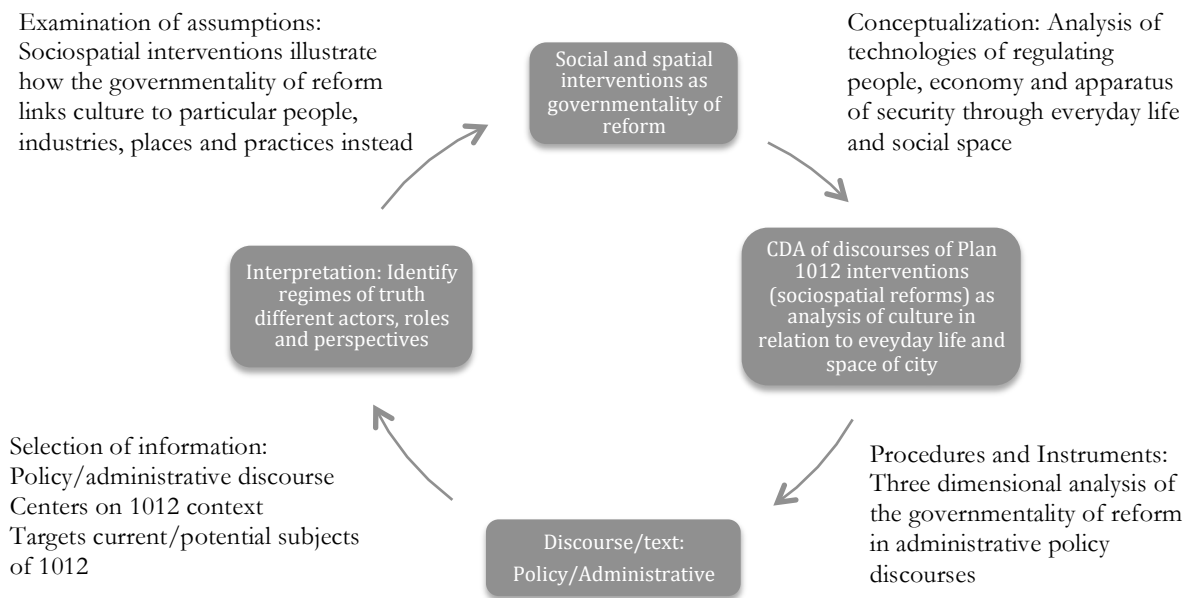 Examination of assumptions:
Sociospatial interventions illustrate
how the governmentality of reform
links culture to particular people,
industries, places and practices instead
Social and spatial
interventions as
governmentality of
reform
Conceptualization: Analysis of
technologies of regulating
people, economy and apparatus
of security through everyday life
and social space
Interpretation: Identify
regimes of truth
different actors, roles
and perspectives
CDA of discourses of Plan
1012 interventions
(sociospatial reforms) as
analysis of culture in
relation to eveyday life and
space of city
Selection of information:
Policy/administrative discourse
Centers on 1012 context
Targets current/potential subjects
of 1012
Discourse/text:
Policy/Administrative
Procedures and Instruments:
Three dimensional analysis of
the governmentality of reform
in administrative policy
discourses